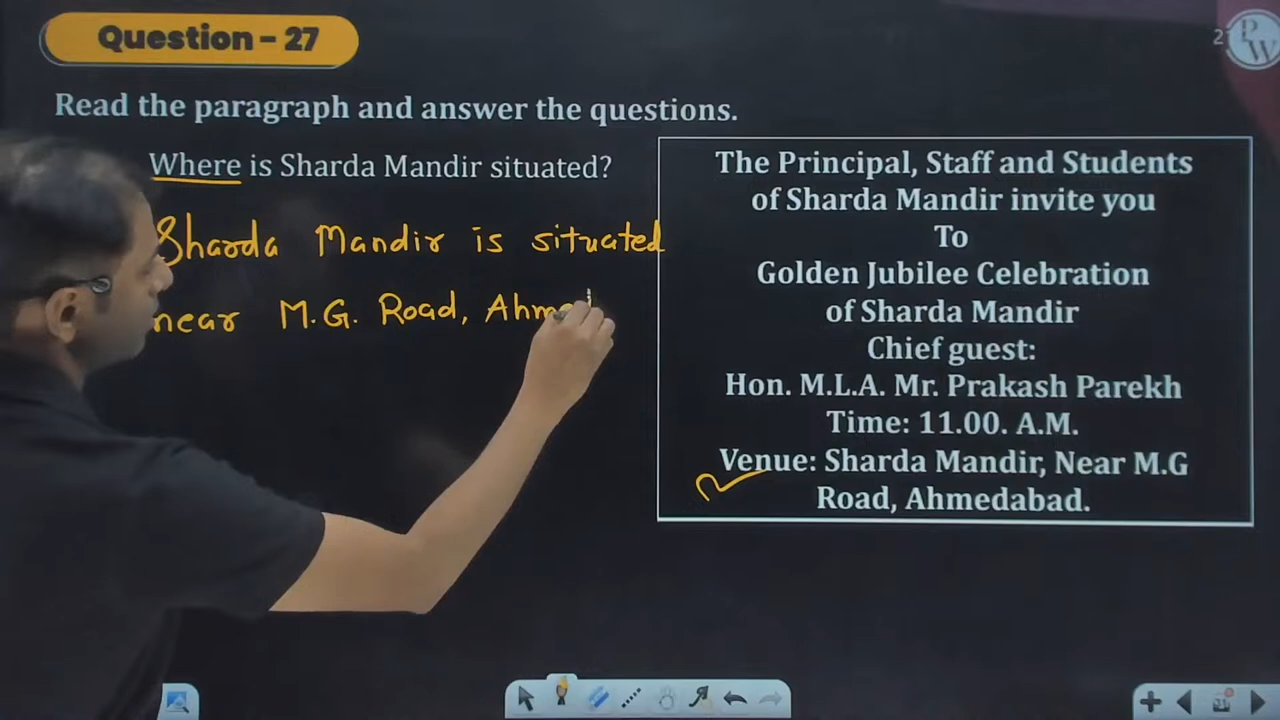 Question - 27
PW
Read the paragraph and answer the questions.
Where is Sharda Mandir situated?
Sharda Mandir is situated
near M.G. Road,
The Principal, Staff and Students
of Sharda Mandir invite you
To
Golden Jubilee Celebration
of Sharda Mandir
Chief guest:
Hon. M.L.A. Mr. Prakash Parekh
Time: 11.00. A.M.
Venue: Sharda Mandir, Near M.G
Road, Ahmedabad.